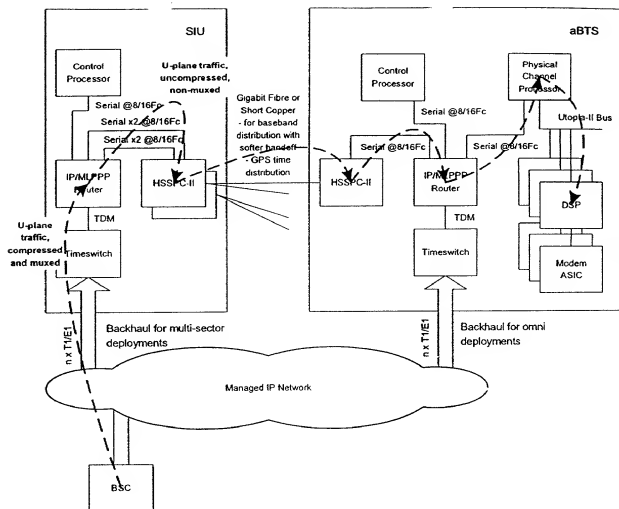 SIU
aBTS
Control
Processor
U-plane traffic,
uncompressed,
non-muxed
Serial @8/16Fc
Serial x2 @8/16Fc
Serial x2 @8/16Fc
IP/MLPPP
Router
HSSPC-II
TDM
Timeswitch
U-plane
traffic,
compressed
and muxed
Gigabit Fibre or
Short Copper
- for baseband
distribution with
softer handoff
- GPS time
distribution
Control
Processor
Physical
Channel
Processor
Serial @8/16Fc
Utopia-II Bus
Serial @8/16Fc
Serial @8/16Fc
HSSPC-II
IP/MLPPP
Router
DSP
TDM
Timeswitch
Modem
ASIC
n x T1/E1
Backhaul for multi-sector
deployments
n x T1/E1
Backhaul for omni
deployments
Managed IP Network
BSC